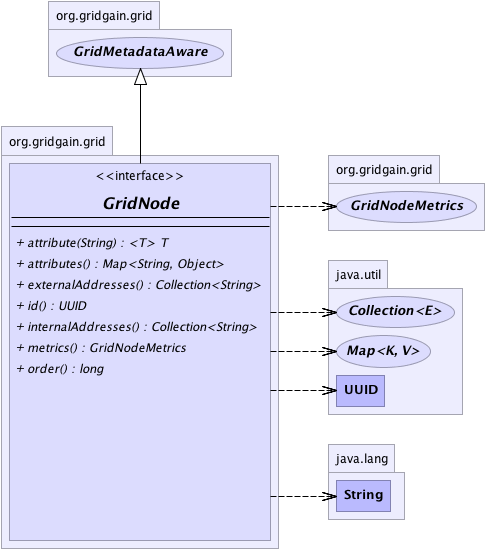 org.gridgain.grid
GridMetadataAware
org.gridgain.grid
<<interface>>
GridNode
+ attribute(String) : <T> T
+ attributes() : Map<String, Object>
+ externalAddresses() : Collection<String>
+ id() : UUID
+ internalAddresses() : Collection<String>
+ metrics() : GridNodeMetrics
+ order() : long
org.gridgain.grid
GridNodeMetrics
java.util
Collection<E>
Map<K, V>
UUID
java.lang
String